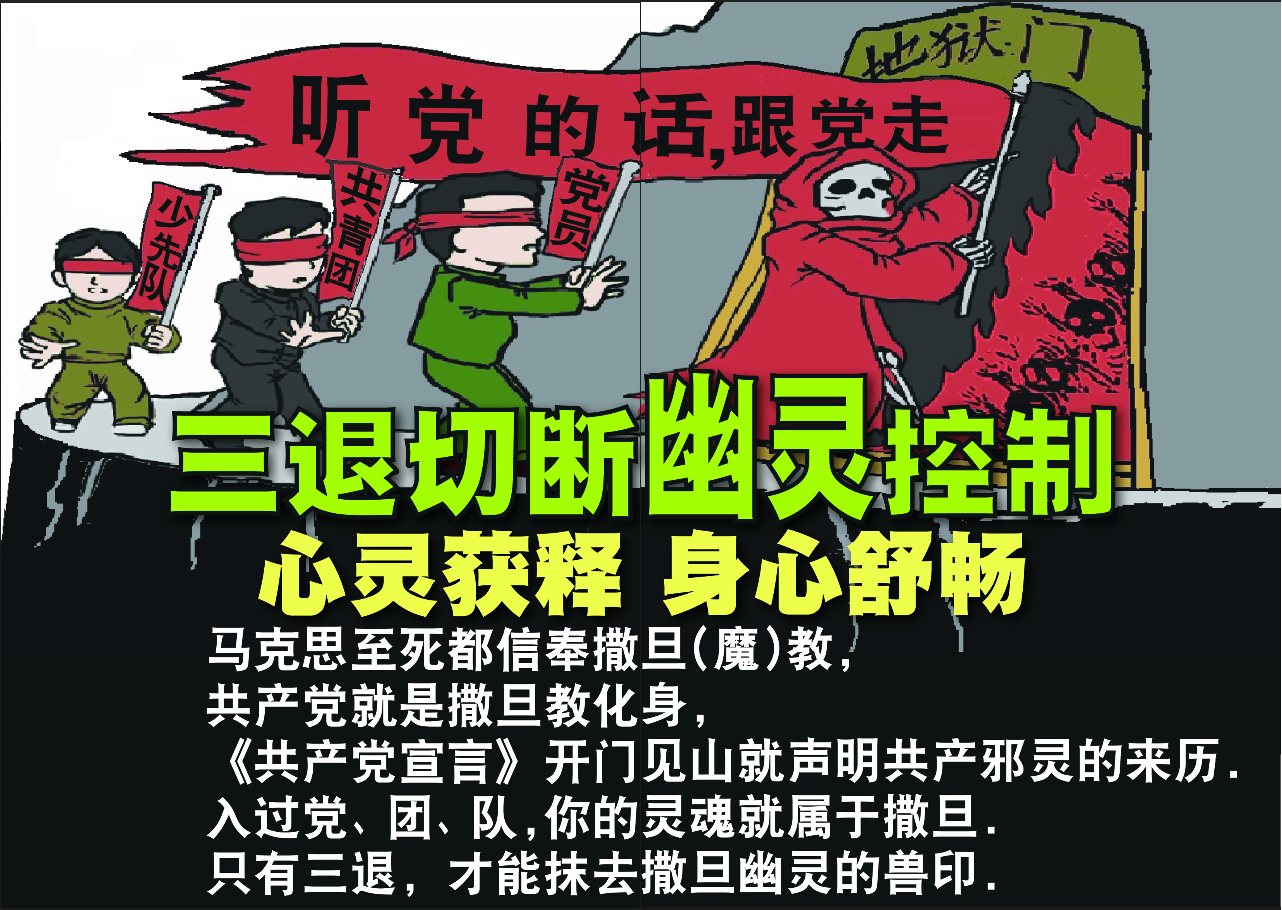 地狱门
听党的话,跟党走
少先队
共青团
党员
三退切断幽灵控制
心灵获释 身心舒畅
马克思至死都信奉撒旦(魔)教,
共产党就是撒旦教化身,
《共产党宣言》开门见山就声明共产邪灵的来历.
入过党、团、队,你的灵魂就属于撒旦.
只有三退, 才能抹去撒旦幽灵的兽印.